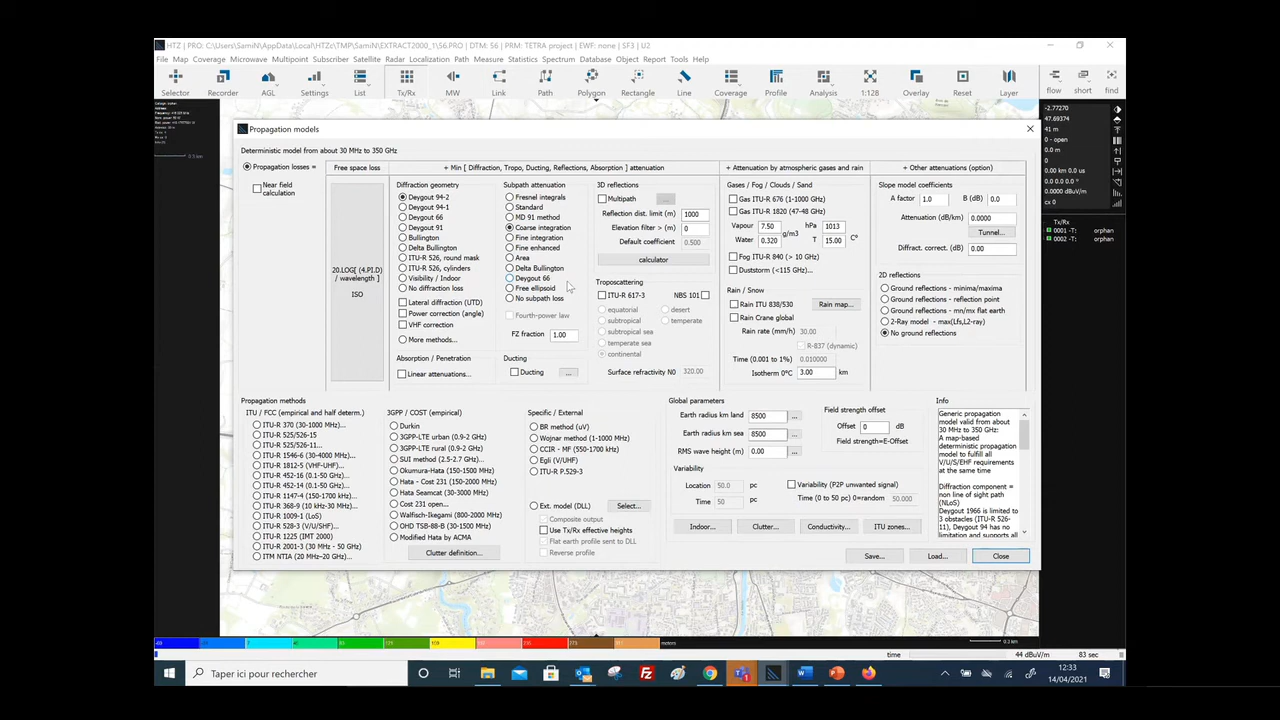 HTZ | PRO: C:\Users\SamiN\AppData\Local\HTZc\TMP\SamiN\EXTRACT2000_1\56.PRO | DTM: 56 | PRM: TETRA project | EWF: none | SF3 | U2
File Map Coverage Microwave Multipoint Subscriber Satellite Radar Localization Path Measure Statistics Spectrum Database Object Report Tools Help
Selector Recorder AGL Settings List Tx/Rx MW Link Path Polygon Rectangle Line Coverage Profile Analysis 1:128 Overlay Reset Layer flow short find
Propagation models
Deterministic model from about 30 MHz to 350 GHz
Propagation losses =
Near field
calculation
Free space loss
20.LOG[ (4.PI.D)
/ wavelength ]
ISO
+ Min [ Diffraction, Tropo, Ducting, Reflections, Absorption ] attenuation
Diffraction geometry
Deygout 94-2
Deygout 94-1
Deygout 66
Deygout 91
Bullington
Delta Bullington
ITU-R 526, round mask
ITU-R 526, cylinders
Visibility / Indoor
No diffraction loss
Lateral diffraction (UTD)
Power correction (angle)
VHF correction
More methods...
Absorption / Penetration
Linear attenuations...
Subpath attenuation
Fresnel integrals
Standard
MD 91 method
Coarse integration
Fine integration
Fine enhanced
Area
Delta Bullington
Deygout 66
Free ellipsoid
No subpath loss
Fourth-power law
FZ fraction 1.00
Ducting
Ducting ...
3D reflections
Multipath ...
Reflection dist. limit (m) 1000
Elevation filter > (m) 0
Default coefficient 0.500
calculator
Troposcattering
ITU-R 617-3 NBS 101
equatorial desert
subtropical temperate
subtropical sea
temperate sea
continental
Surface refractivity N0 320.00
+ Attenuation by atmospheric gases and rain
Gases / Fog / Clouds / Sand
Gas ITU-R 676 (1-1000 GHz)
Gas ITU-R 1820 (47-48 GHz)
Vapour 7.50 hPa 1013
g/m3
Water 0.320 T 15.00 C°
Fog ITU-R 840 (> 10 GHz)
Duststorm (<115 GHz)...
Rain / Snow
Rain ITU 838/530 Rain map...
Rain Crane global
Rain rate (mm/h) 30.00
R-837 (dynamic)
Time (0.001 to 1%) 0.010000
Isotherm 0°C 3.00 km
+ Other attenuations (option)
Slope model coefficients
A factor 1.0 B (dB) 0.0
Attenuation (dB/km) 0.0000
Tunnel...
Diffract. correct. (dB) 0.00
2D reflections
Ground reflections - minima/maxima
Ground reflections - reflection point
Ground reflections - mn/mx flat earth
2-Ray model - max(Lfs,L2-ray)
No ground reflections
Propagation methods
ITU / FCC (empirical and half determ.)
ITU-R 370 (30-1000 MHz)
ITU-R 525/526-15
ITU-R 525/526-11...
ITU-R 1546-6 (30-4000 MHz)
ITU-R 1812-5 (VHF-UHF)...
ITU-R 452-16 (0.1-50 GHz)
ITU-R 452-14 (0.1-50 GHz)
ITU-R 1147-4 (150-1700 kHz)
ITU-R 368-9 (10 kHz-30 MHz)
ITU-R 1009-1 (LoS)
ITU-R 528-3 (V/U/SHF)...
ITU-R 1225 (IMT 2000)
ITU-R 2001-3 (30 MHz - 50 GHz)
ITM NTIA (20 MHz-20 GHz)...
3GPP / COST (empirical)
Durkin
3GPP-LTE urban (0.9-2 GHz)
3GPP-LTE rural (0.9-2 GHz)
SUI method (2.5-2.7 GHz)...
Okumura-Hata (150-1500 MHz)
Hata - Cost 231 (150-2000 MHz)
Hata Seamcat (30-3000 MHz)
Cost 231 open...
Walfisch-Ikegami (800-2000 MHz)
OHD TSB-88-B (30-1500 MHz)
Modified Hata by ACMA
Clutter definition...
Specific / External
BR method (uV)
Wojnar method (1-1000 MHz)
CCIR - MF (550-1700 kHz)
Egli (V/UHF)
ITU-R P.529-3
Ext. model (DLL) Select...
Composite output
Use Tx/Rx effective heights
Flat earth profile sent to DLL
Reverse profile
Global parameters
Earth radius km land 8500 ...
Earth radius km sea 8500 ...
RMS wave height (m) 0.00 ...
Field strength offset
Offset 0 dB
Field strength=E-Offset
Variability
Location 50.0 pc
Time 50 pc
Variability (P2P unwanted signal)
Time (0 to 50 pc) 0=random 50.000
Indoor... Clutter... Conductivity... ITU zones...
Info
Generic propagation
model valid from about
30 MHz to 350 GHz:
A map-based
deterministic propagation
model to fulfill all
V/U/S/EHF requirements
at the same time
Diffraction component =
non line of sight path
(NLoS)
Deygout 1966 is limited to
3 obstacles (ITU-R 526-
11), Deygout 94 has no
limitation and supports all
Save... Load... Close
-2.77270
47.69374
41 m
0 - open
0.0 m
0.0 m
0.00 km
cx 0
Tx/Rx
0001 -T: orphan
0002 -T: orphan
meters
time 44 dBuV/m 83 sec
Taper ici pour rechercher
12:33
14/04/2021